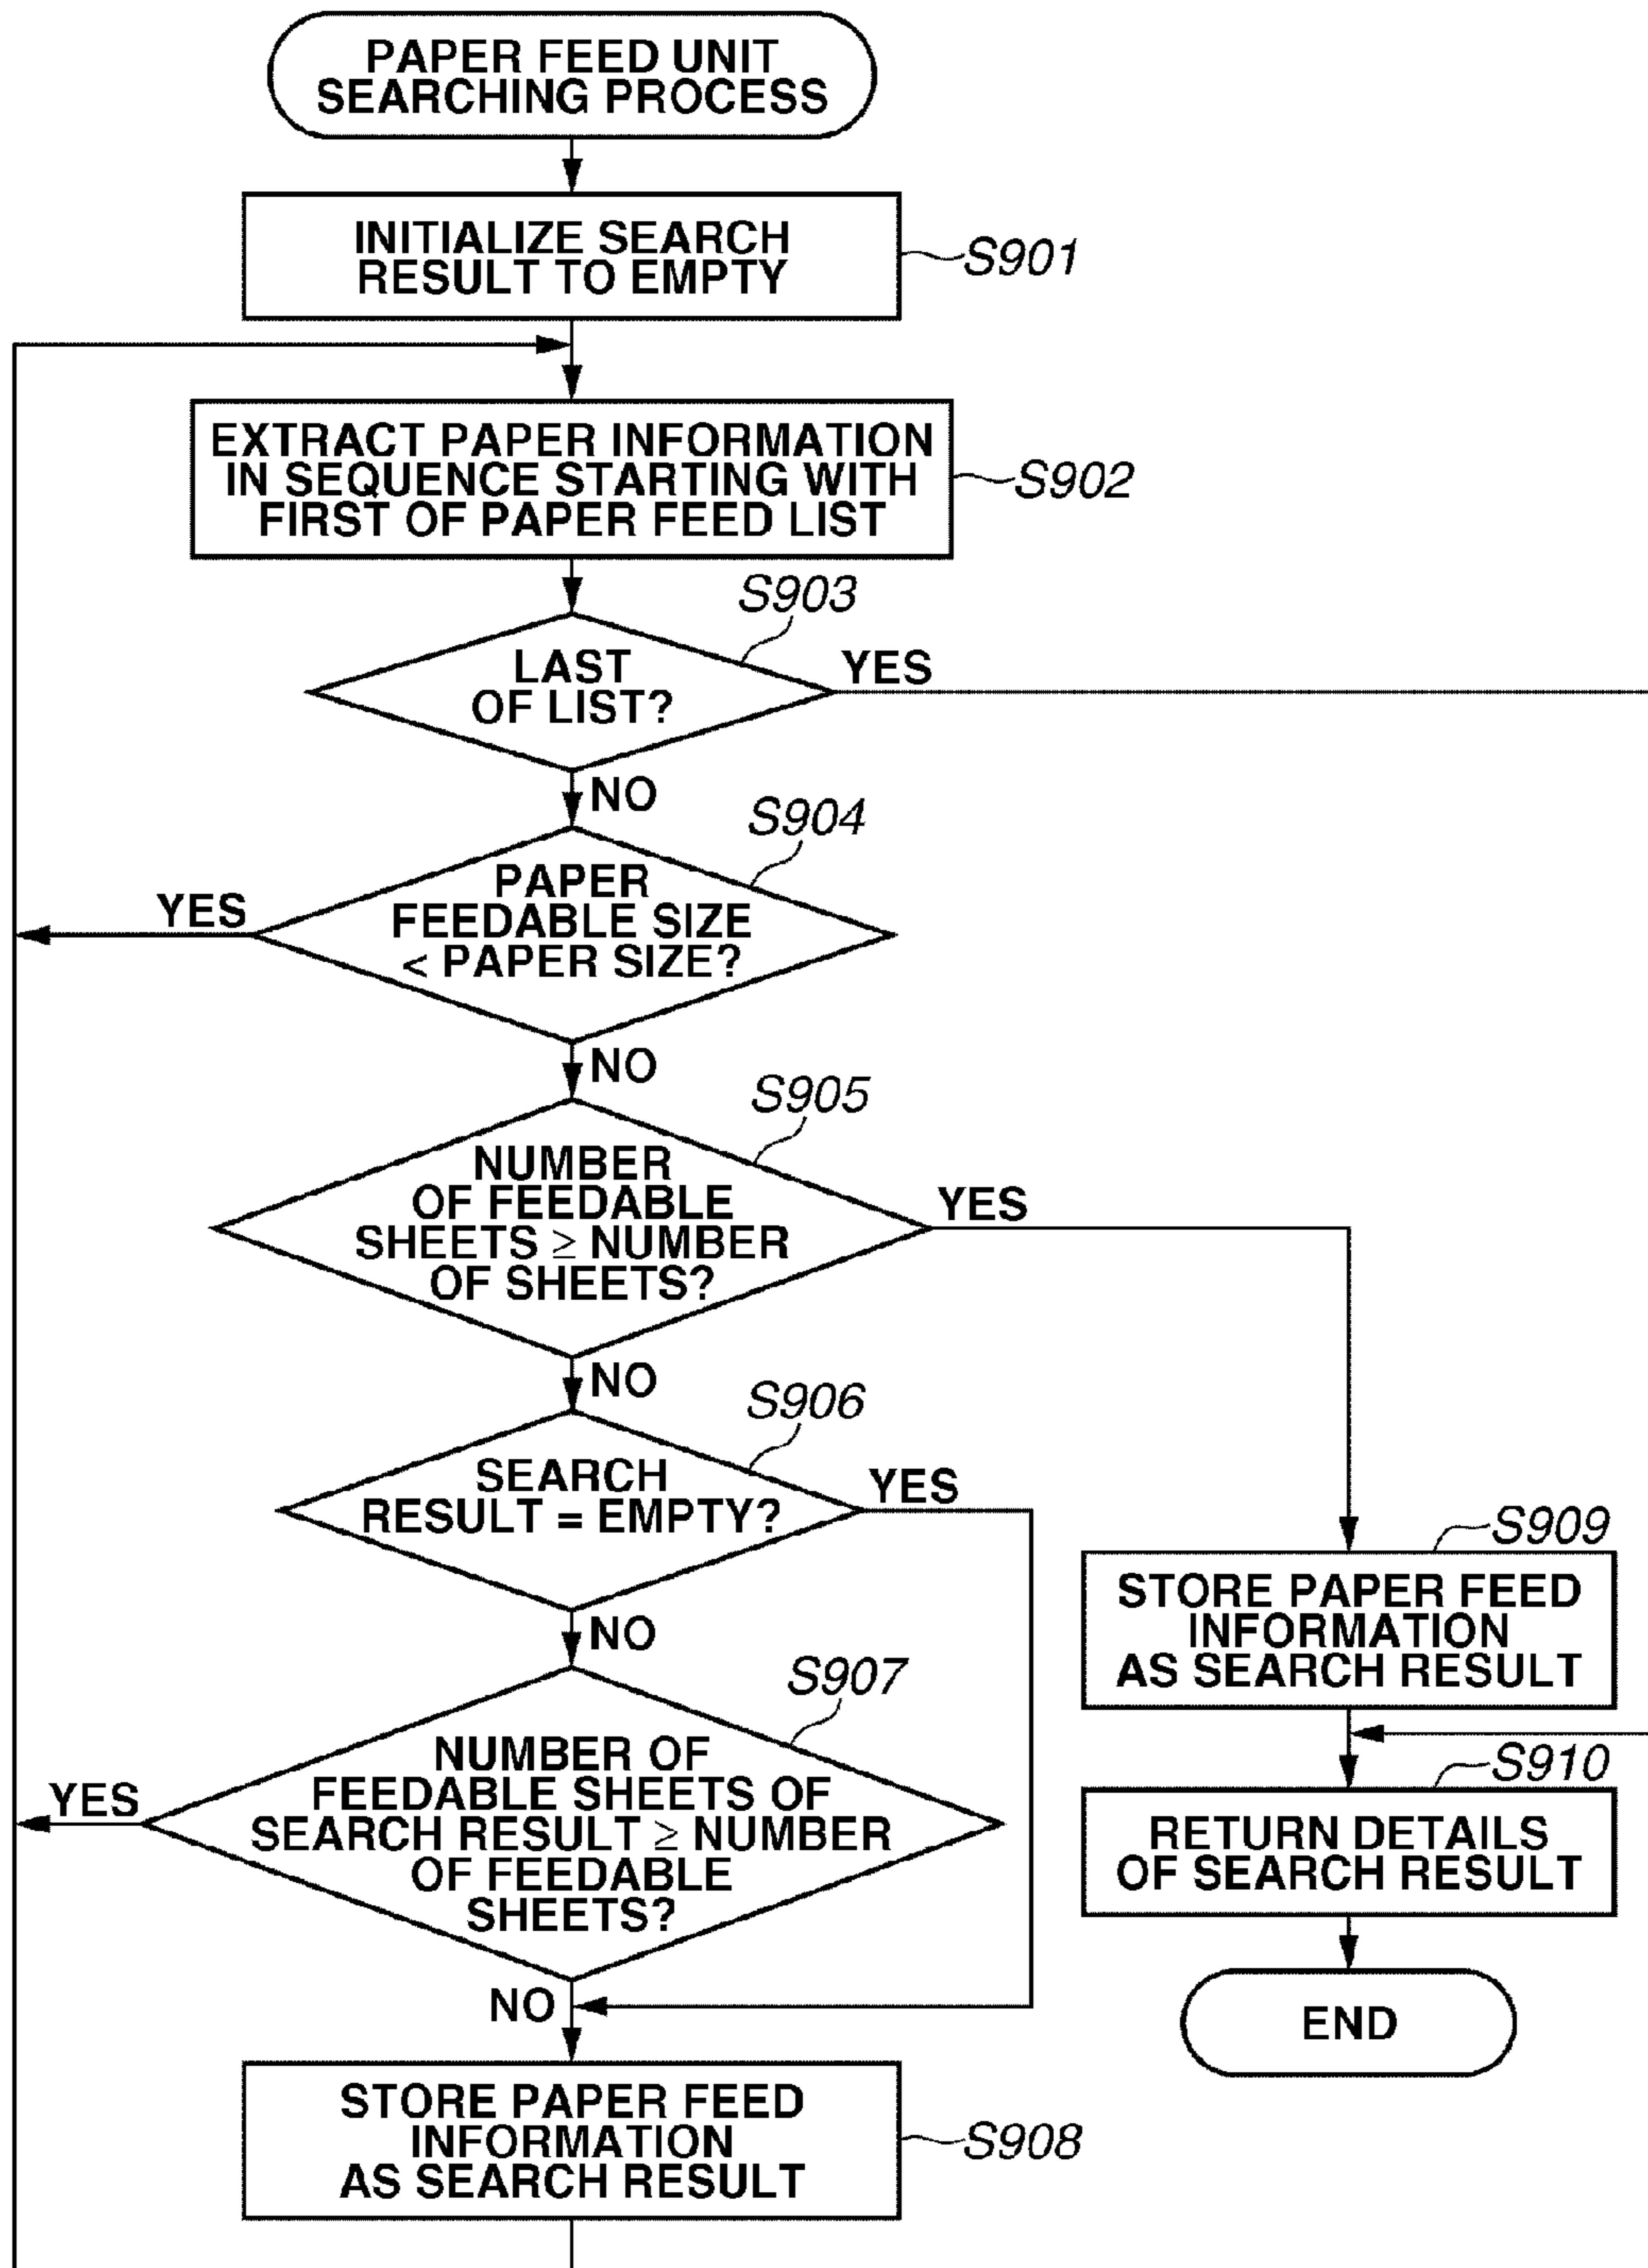 PAPER FEED UNIT
SEARCHING PROCESS
INITIALIZE SEARCH
RESULT TO EMPTY
S901
EXTRACT PAPER INFORMATION
IN SEQUENCE STARTING WITH
FIRST OF PAPER FEED LIST
S902
S903
LAST
OF LIST?
YES
NO
S904
PAPER
FEEDABLE SIZE
< PAPER SIZE?
YES
NO
S905
NUMBER
OF FEEDABLE
SHEETS ≥ NUMBER
OF SHEETS?
YES
NO
S906
SEARCH
RESULT = EMPTY?
YES
NO
S907
NUMBER OF
FEEDABLE SHEETS OF
SEARCH RESULT ≥ NUMBER
OF FEEDABLE
SHEETS?
YES
NO
STORE PAPER FEED
INFORMATION
AS SEARCH RESULT
S908
S909
STORE PAPER FEED
INFORMATION
AS SEARCH RESULT
S910
RETURN DETAILS
OF SEARCH RESULT
END